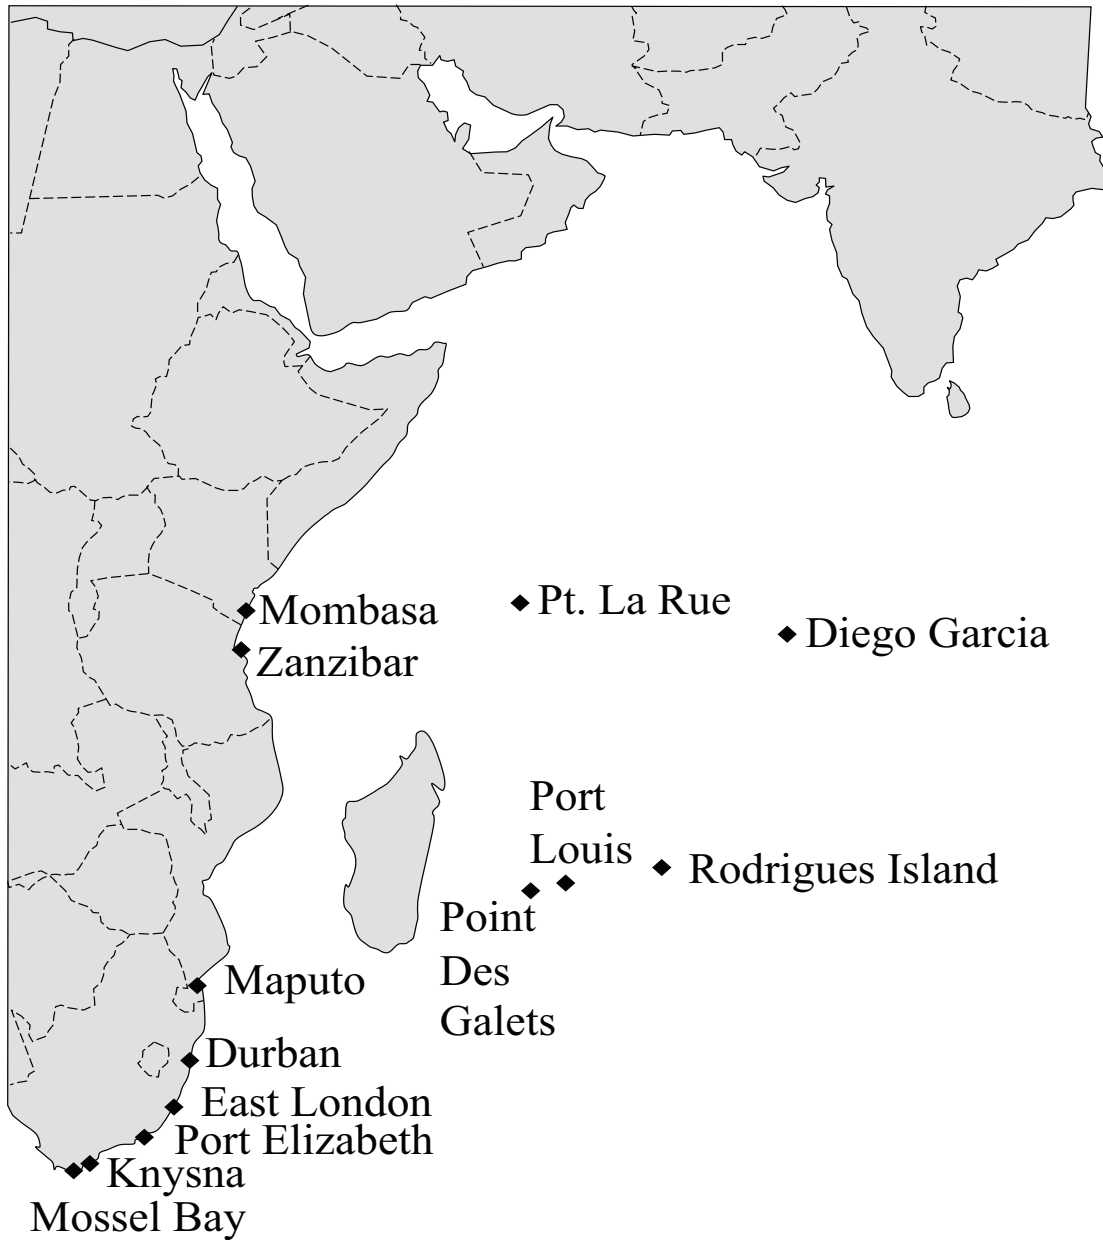 Pt. La Rue
Mombasa
Diego Garcia
Zanzibar
Port
Louis
Rodrigues Island
Point
Des
Galets
Maputo
Durban
East London
Port Elizabeth
Knysna
Mossel Bay